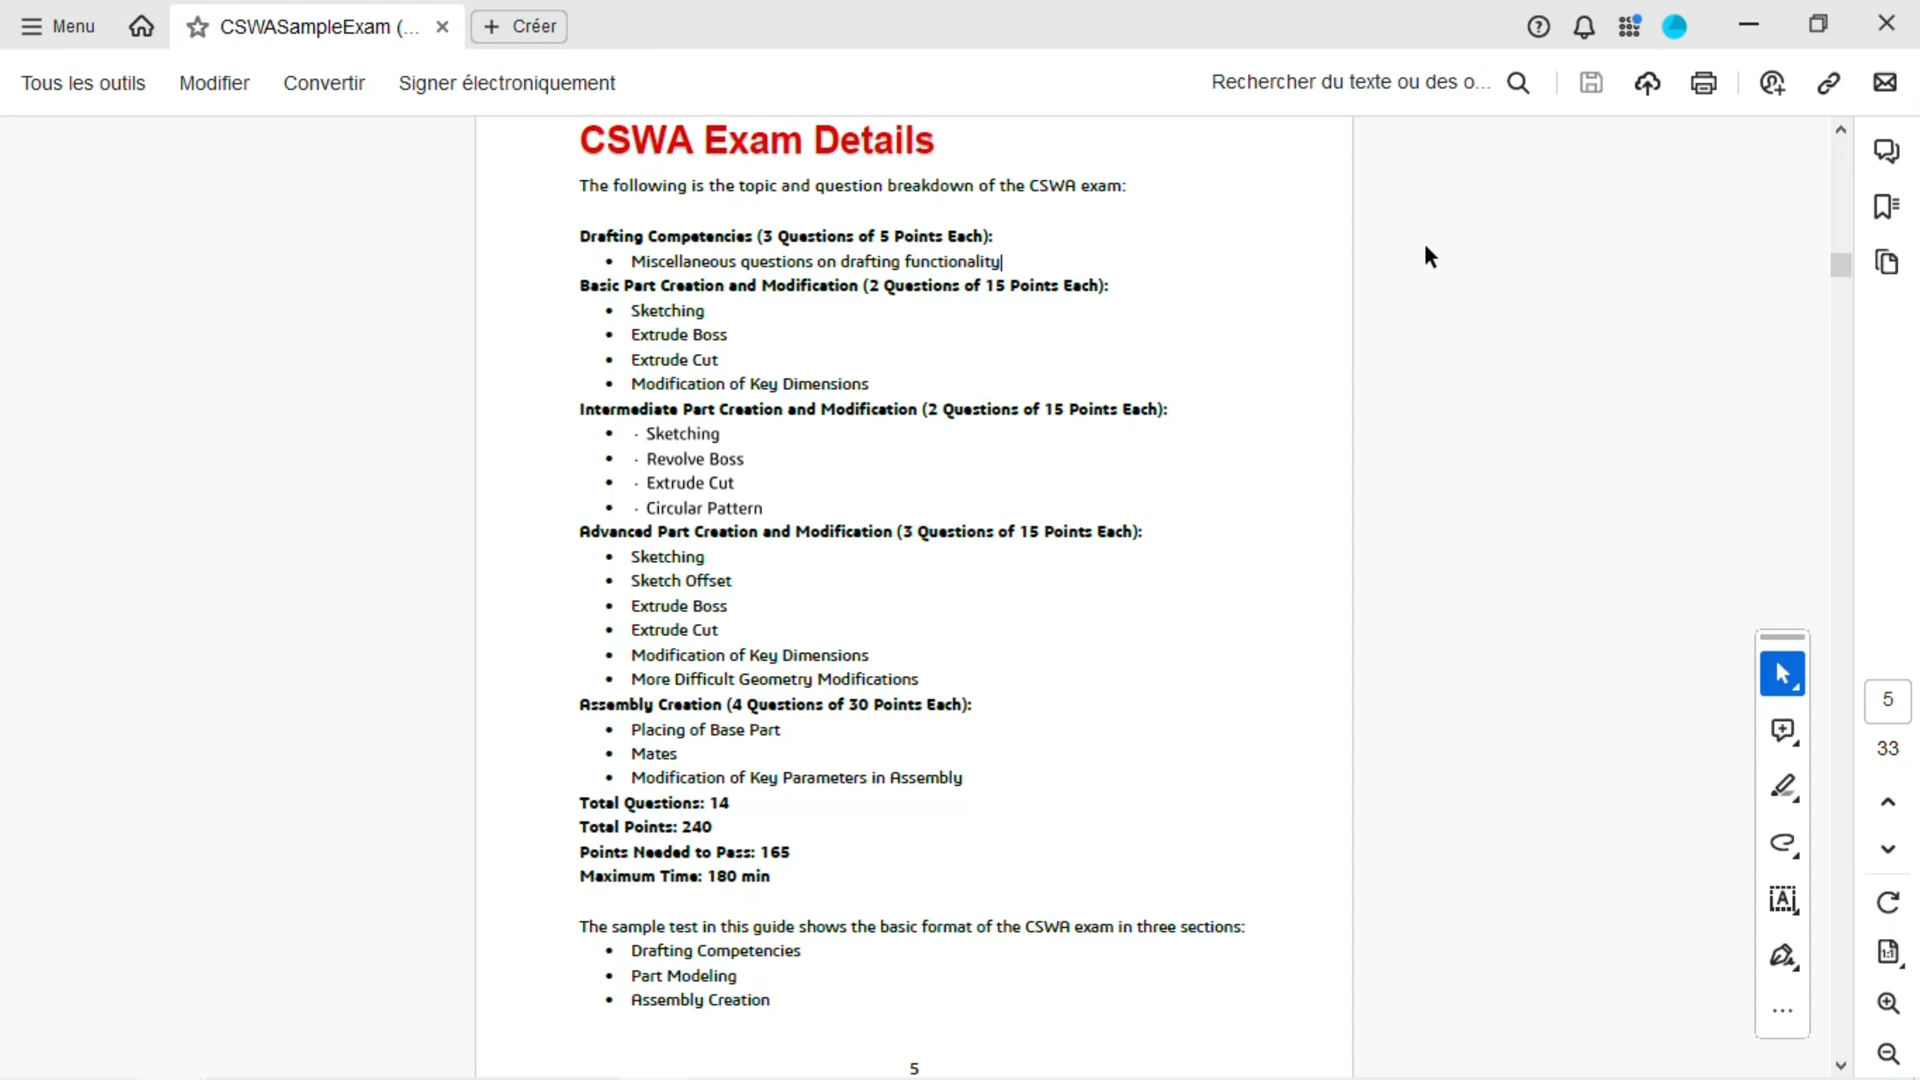 Menu
CSWASampleExam (...
Créer
Tous les outils
Modifier
Convertir
Signer électroniquement
Rechercher du texte ou des o...
CSWA Exam Details
The following is the topic and question breakdown of the CSWA exam:
Drafting Competencies (3 Questions of 5 Points Each):
• Miscellaneous questions on drafting functionality
Basic Part Creation and Modification (2 Questions of 15 Points Each):
• Sketching
• Extrude Boss
• Extrude Cut
• Modification of Key Dimensions
Intermediate Part Creation and Modification (2 Questions of 15 Points Each):
• · Sketching
• · Revolve Boss
• · Extrude Cut
• · Circular Pattern
Advanced Part Creation and Modification (3 Questions of 15 Points Each):
• Sketching
• Sketch Offset
• Extrude Boss
• Extrude Cut
• Modification of Key Dimensions
• More Difficult Geometry Modifications
Assembly Creation (4 Questions of 30 Points Each):
• Placing of Base Part
• Mates
• Modification of Key Parameters in Assembly
Total Questions: 14
Total Points: 240
Points Needed to Pass: 165
Maximum Time: 180 min
The sample test in this guide shows the basic format of the CSWA exam in three sections:
• Drafting Competencies
• Part Modeling
• Assembly Creation
5
5
33